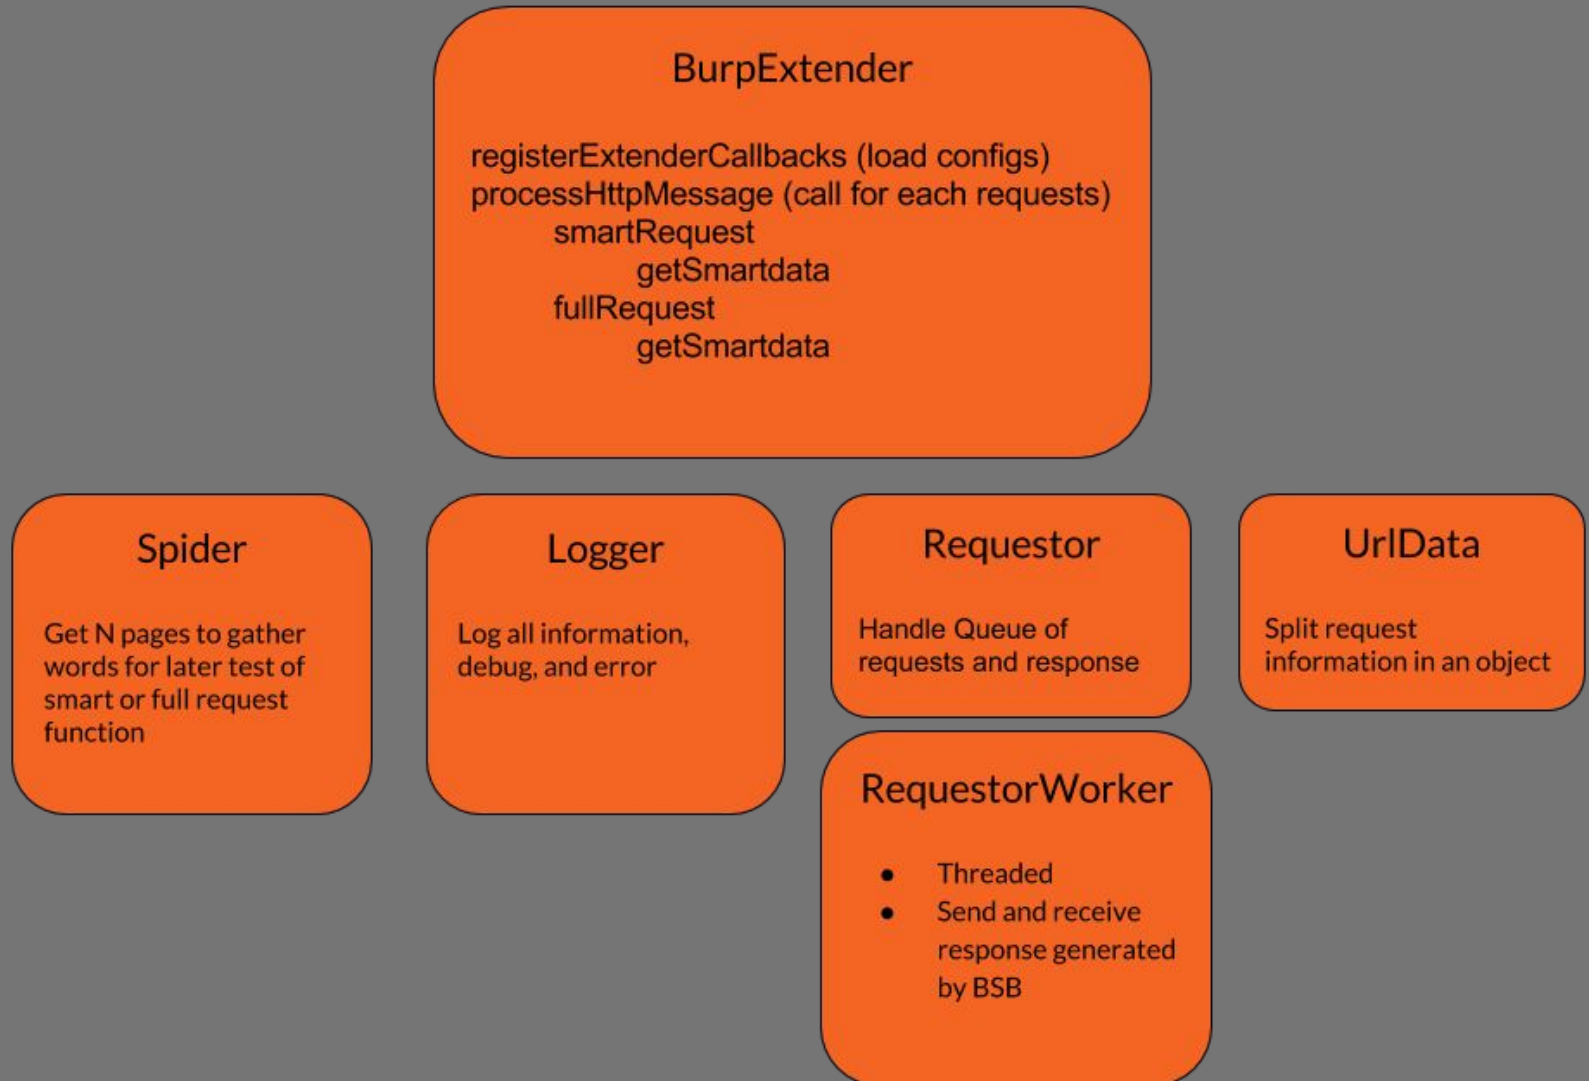 BurpExtender
registerExtenderCallbacks (load configs)
processHttpMessage (call for each requests)
smartRequest
getSmartdata
fullRequest
getSmartdata
Spider
Get N pages to gather
words for later test of
smart or full request
function
Logger
Log all information,
debug, and error
Requestor
Handle Queue of
requests and response
UrlData
Split request
information in an object
RequestorWorker
● Threaded
● Send and receive
response generated
by BSB